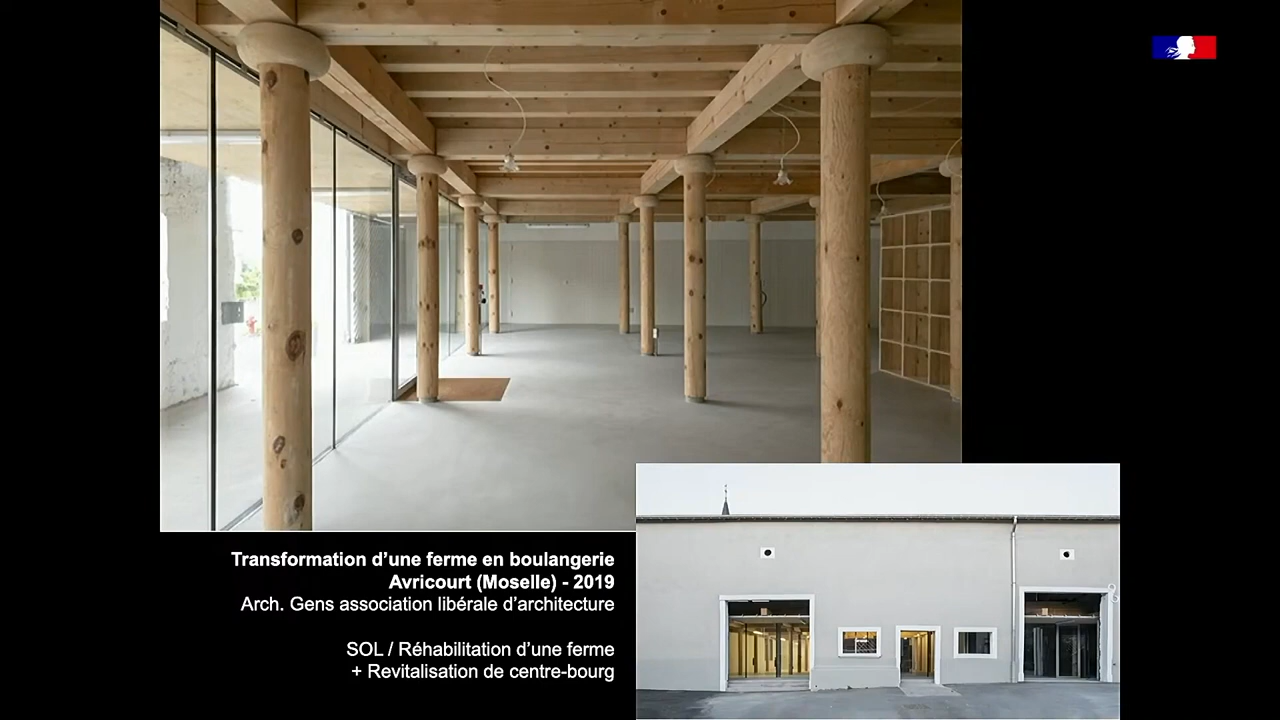 Transformation d’une ferme en boulangerie
Avricourt (Moselle) - 2019
Arch. Gens association libérale d’architecture
SOL / Réhabilitation d’une ferme
+ Revitalisation de centre-bourg